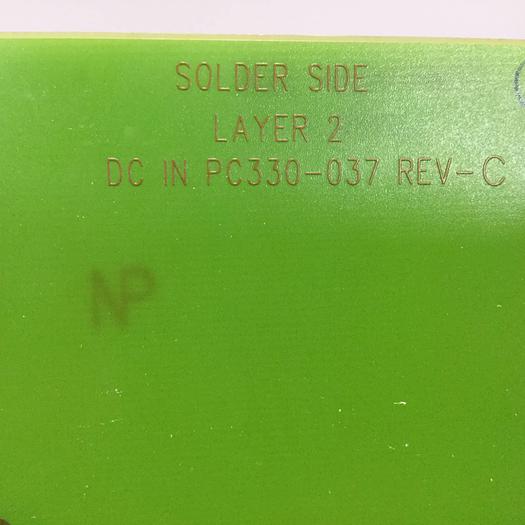 SOLDER SIDE
LAYER 2
DC IN PC330-037 REV-C
NP